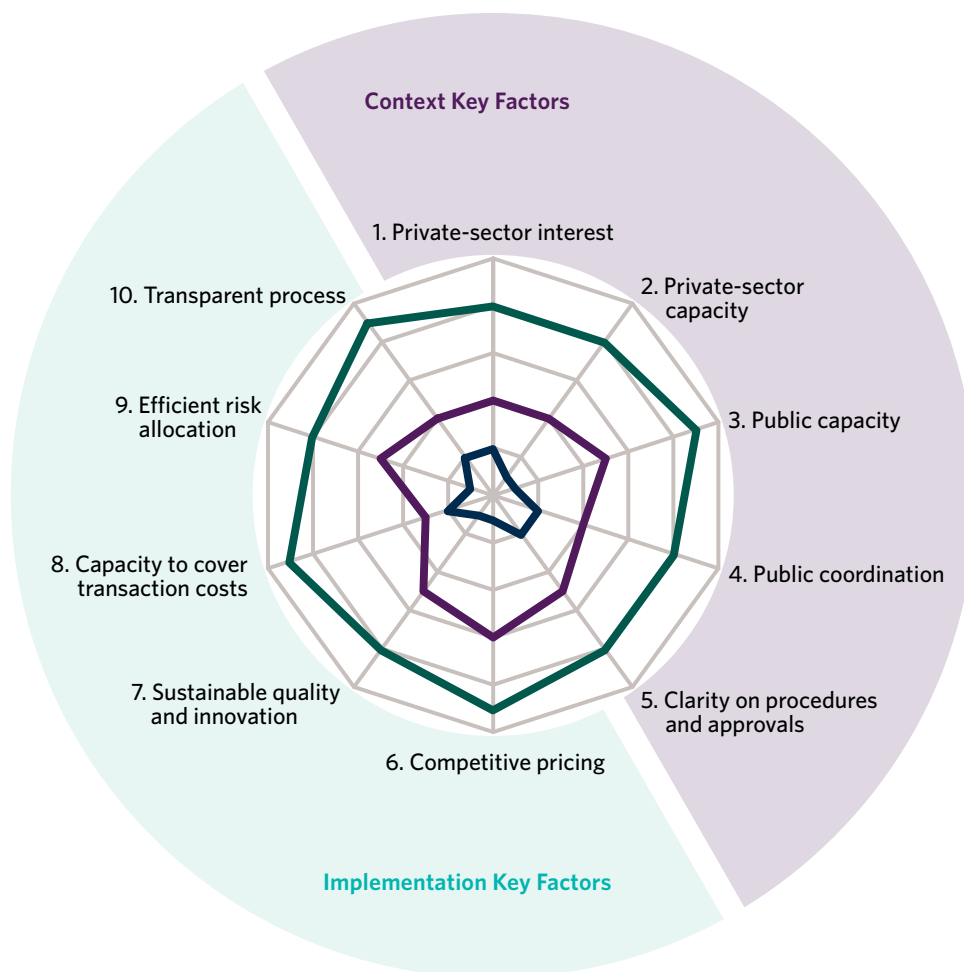 Context Key Factors
1. Private-sector interest
2. Private-sector
capacity
3. Public capacity
4. Public coordination
5. Clarity on procedures
and approvals
6. Competitive pricing
7. Sustainable quality
and innovation
8. Capacity to cover
transaction costs
9. Efficient risk
allocation
10. Transparent process
Implementation Key Factors